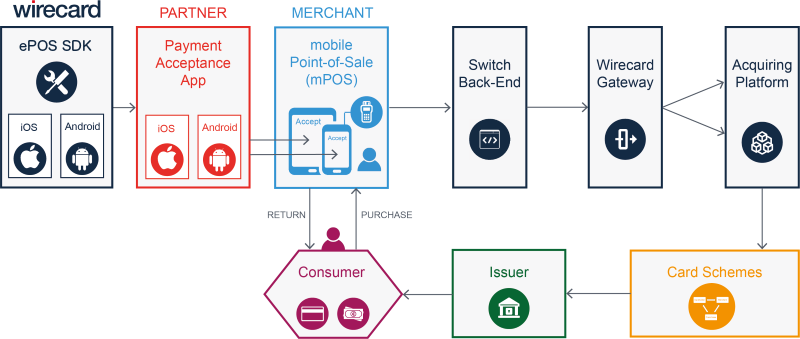 wirecard
PARTNER
MERCHANT
ePOS SDK
iOS
Android
Payment
Acceptance
App
iOS
Android
mobile
Point-of-Sale
(mPOS)
Accept
Accept
Switch
Back-End
Wirecard
Gateway
Acquiring
Platform
RETURN
PURCHASE
Consumer
Issuer
Card Schemes